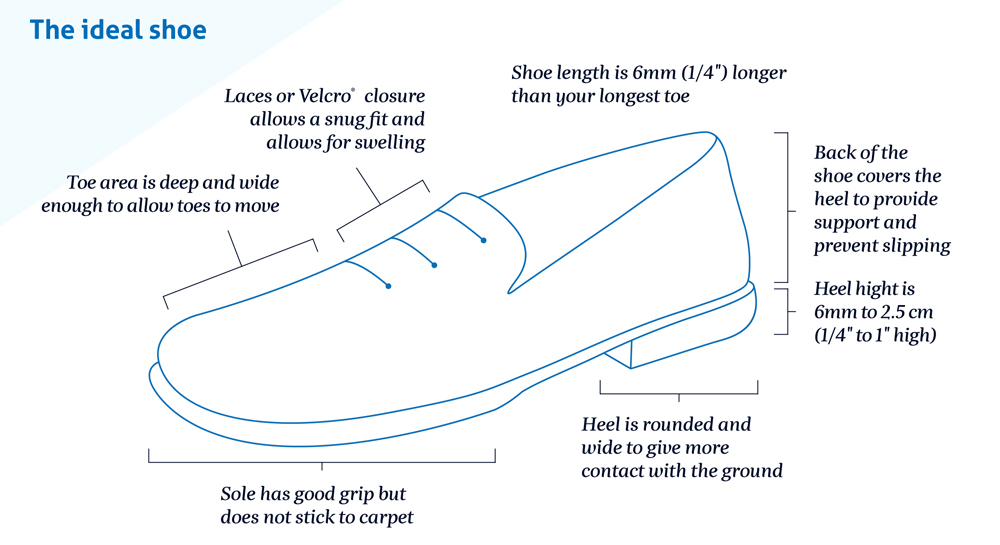 The ideal shoe
Shoe length is 6mm (1/4") longer
than your longest toe
Laces or Velcro® closure
allows a snug fit and
allows for swelling
Toe area is deep and wide
enough to allow toes to move
Back of the
shoe covers the
heel to provide
support and
prevent slipping
Heel hight is
6mm to 2.5 cm
(1/4" to 1" high)
Heel is rounded and
wide to give more
contact with the ground
Sole has good grip but
does not stick to carpet